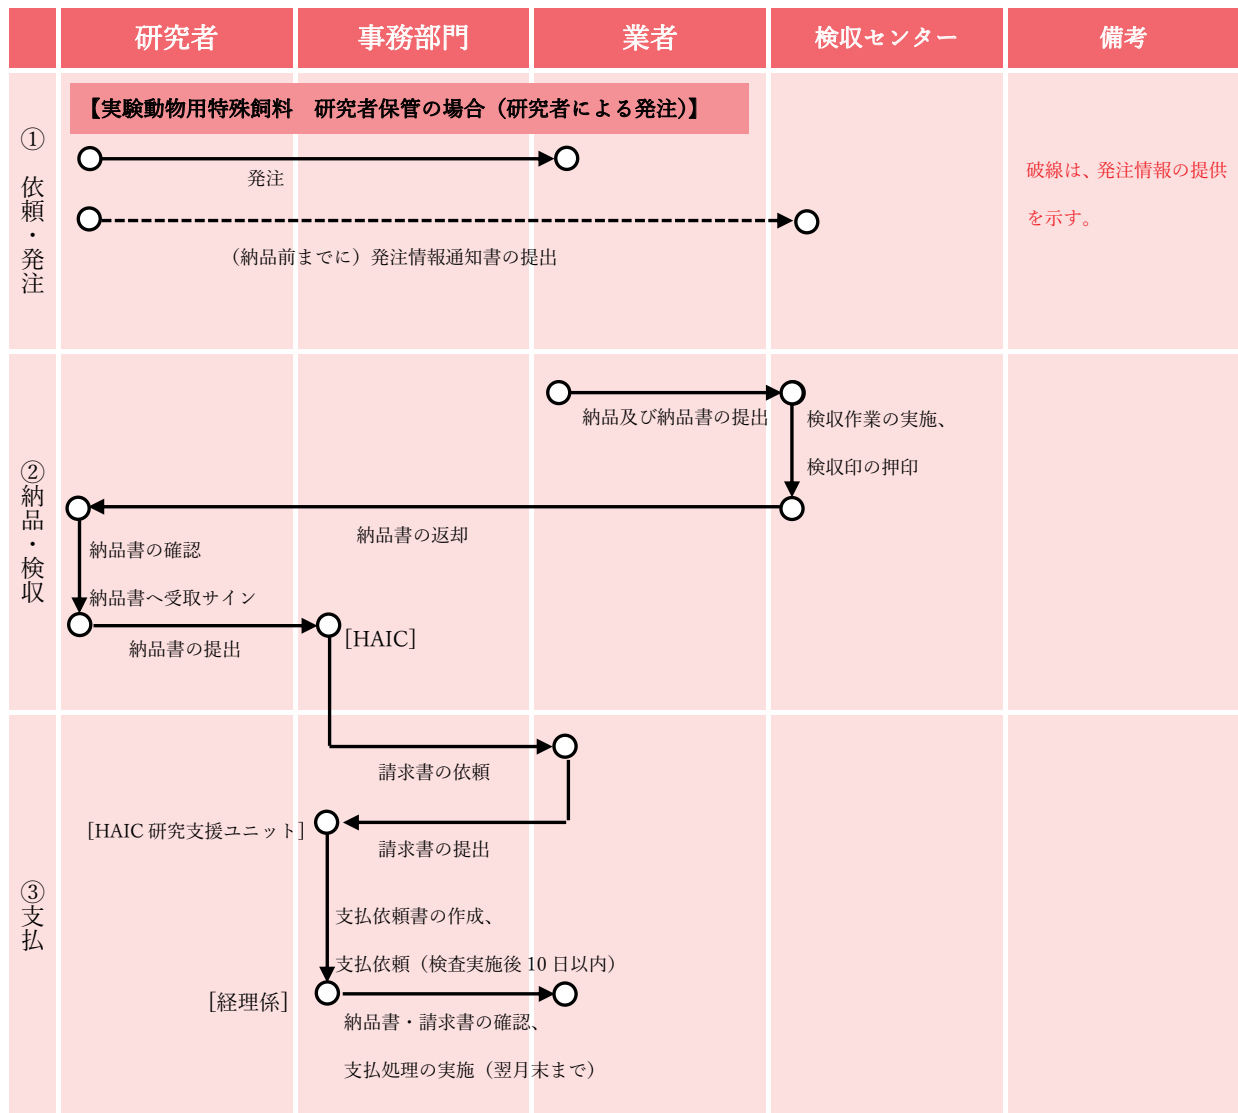 研究者
事務部門
業者
検収センター
備考
① 依頼・発注
【実験動物用特殊飼料　研究者保管の場合（研究者による発注）】
発注
（納品前までに）発注情報通知書の提出
破線は、発注情報の提供
を示す。
②納品・検収
納品及び納品書の提出
検収作業の実施、
検収印の押印
納品書の返却
納品書の確認
納品書へ受取サイン
納品書の提出
[HAIC]
③支払
請求書の依頼
[HAIC 研究支援ユニット]
請求書の提出
支払依頼書の作成、
支払依頼（検査実施後 10 日以内）
[経理係]
納品書・請求書の確認、
支払処理の実施（翌月末まで）